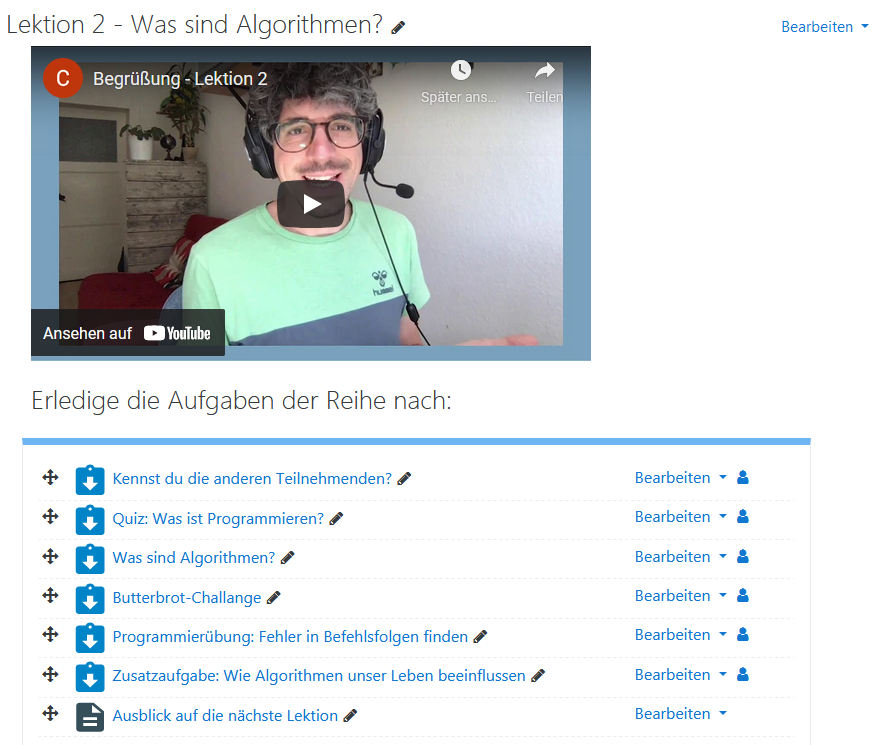 Lektion 2 - Was sind Algorithmen? Bearbeiten
C Begrüßung - Lektion 2
Später ans... Teilen
hummel
Ansehen auf YouTube
Erledige die Aufgaben der Reihe nach:
Kennst du die anderen Teilnehmenden? Bearbeiten
Quiz: Was ist Programmieren? Bearbeiten
Was sind Algorithmen? Bearbeiten
Butterbrot-Challange Bearbeiten
Programmierübung: Fehler in Befehlsfolgen finden Bearbeiten
Zusatzaufgabe: Wie Algorithmen unser Leben beeinflussen Bearbeiten
Ausblick auf die nächste Lektion Bearbeiten